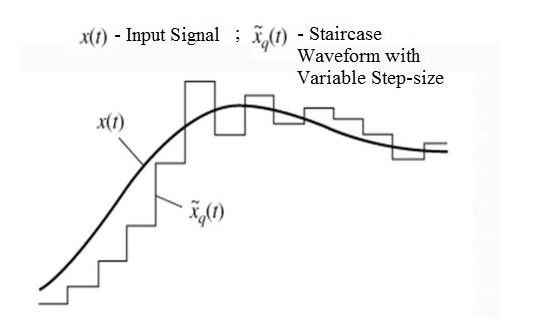 x(t) - Input Signal ; x̃q(t) - Staircase
Waveform with
Variable Step-size
x(t)
x̃q(t)